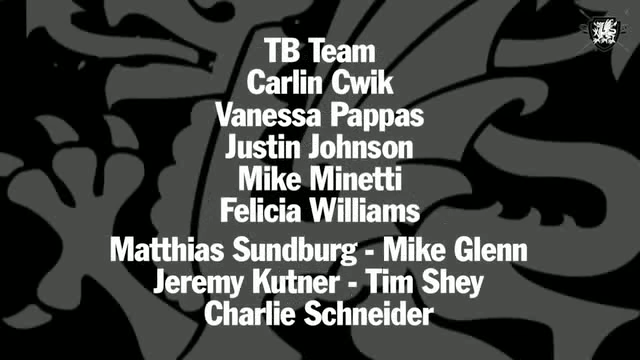 TB Team
Carlin Cwik
Vanessa Pappas
Justin Johnson
Mike Minetti
Felicia Williams
Matthias Sundburg - Mike Glenn
Jeremy Kutner - Tim Shey
Charlie Schneider